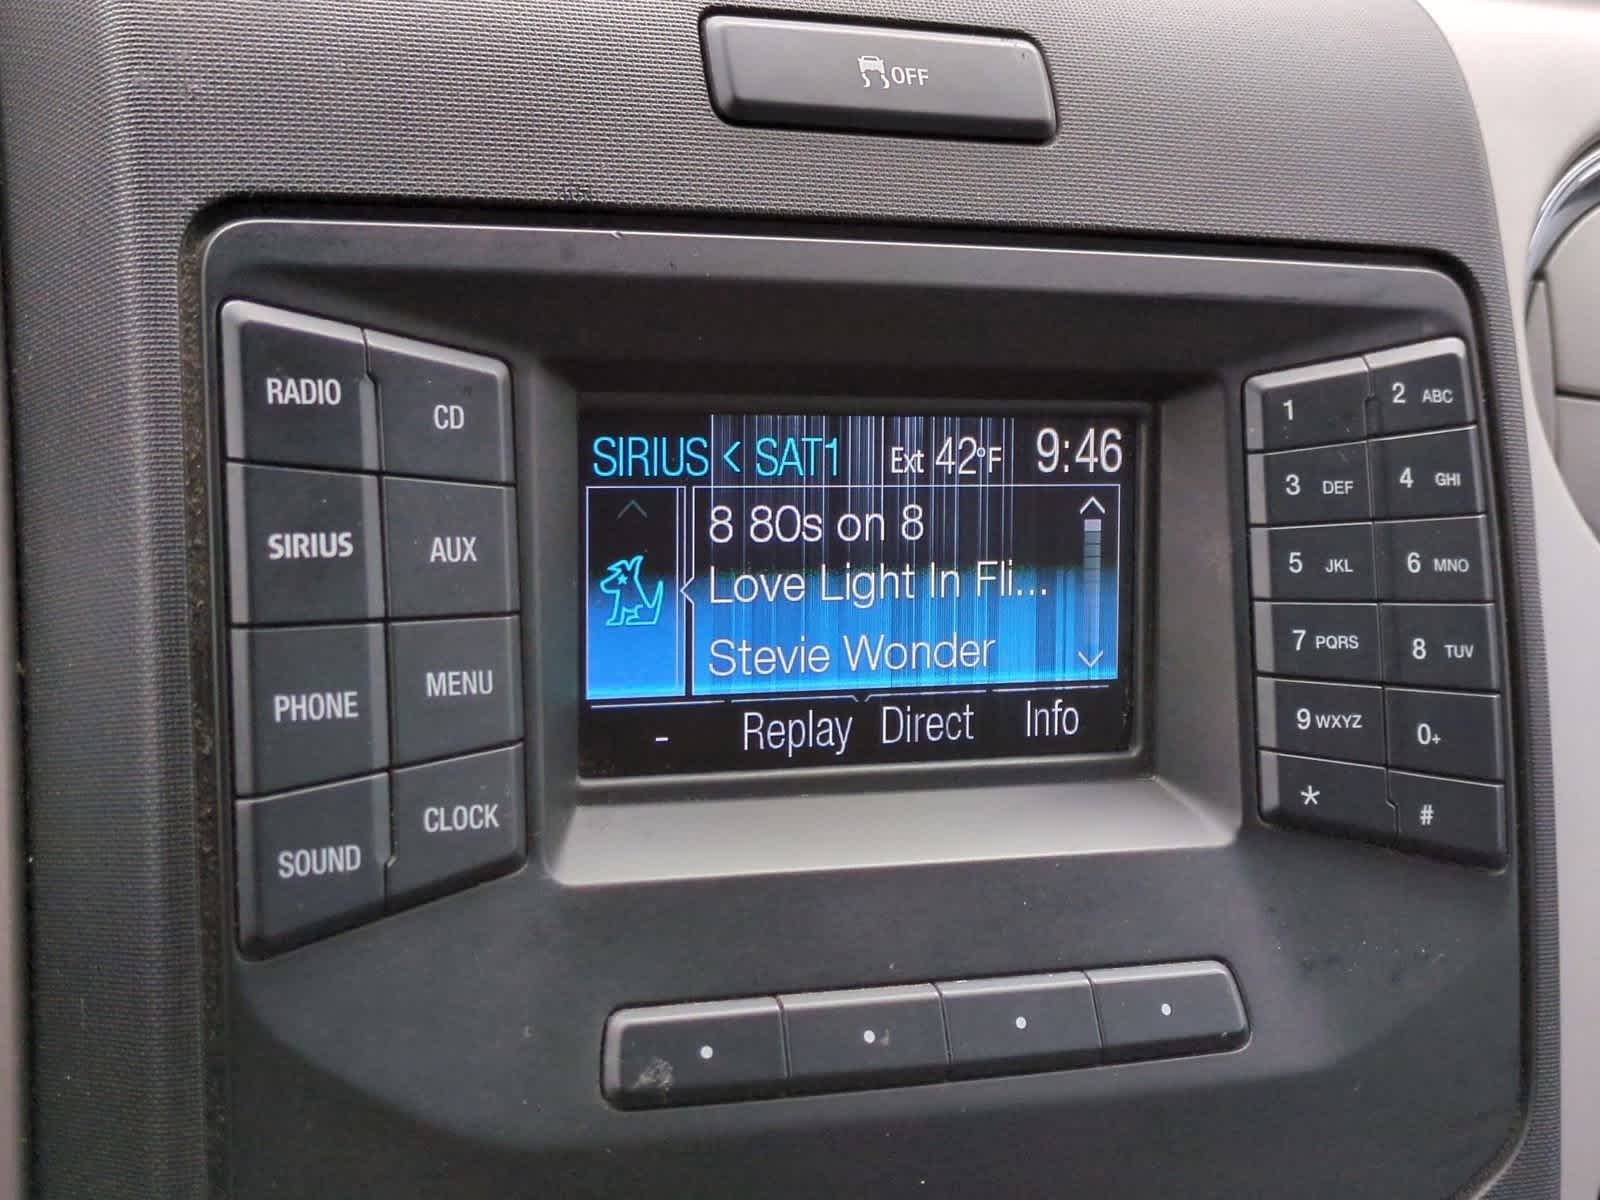 OFF
RADIO
CD
SIRIUS
AUX
PHONE
MENU
SOUND
CLOCK
SIRIUS < SAT1 Ext 42°F 9:46
8 80s on 8
Love Light In Fli...
Stevie Wonder
- Replay Direct Info
1
2 ABC
3 DEF
4 GHI
5 JKL
6 MNO
7 PQRS
8 TUV
9 WXYZ
0+
*
#